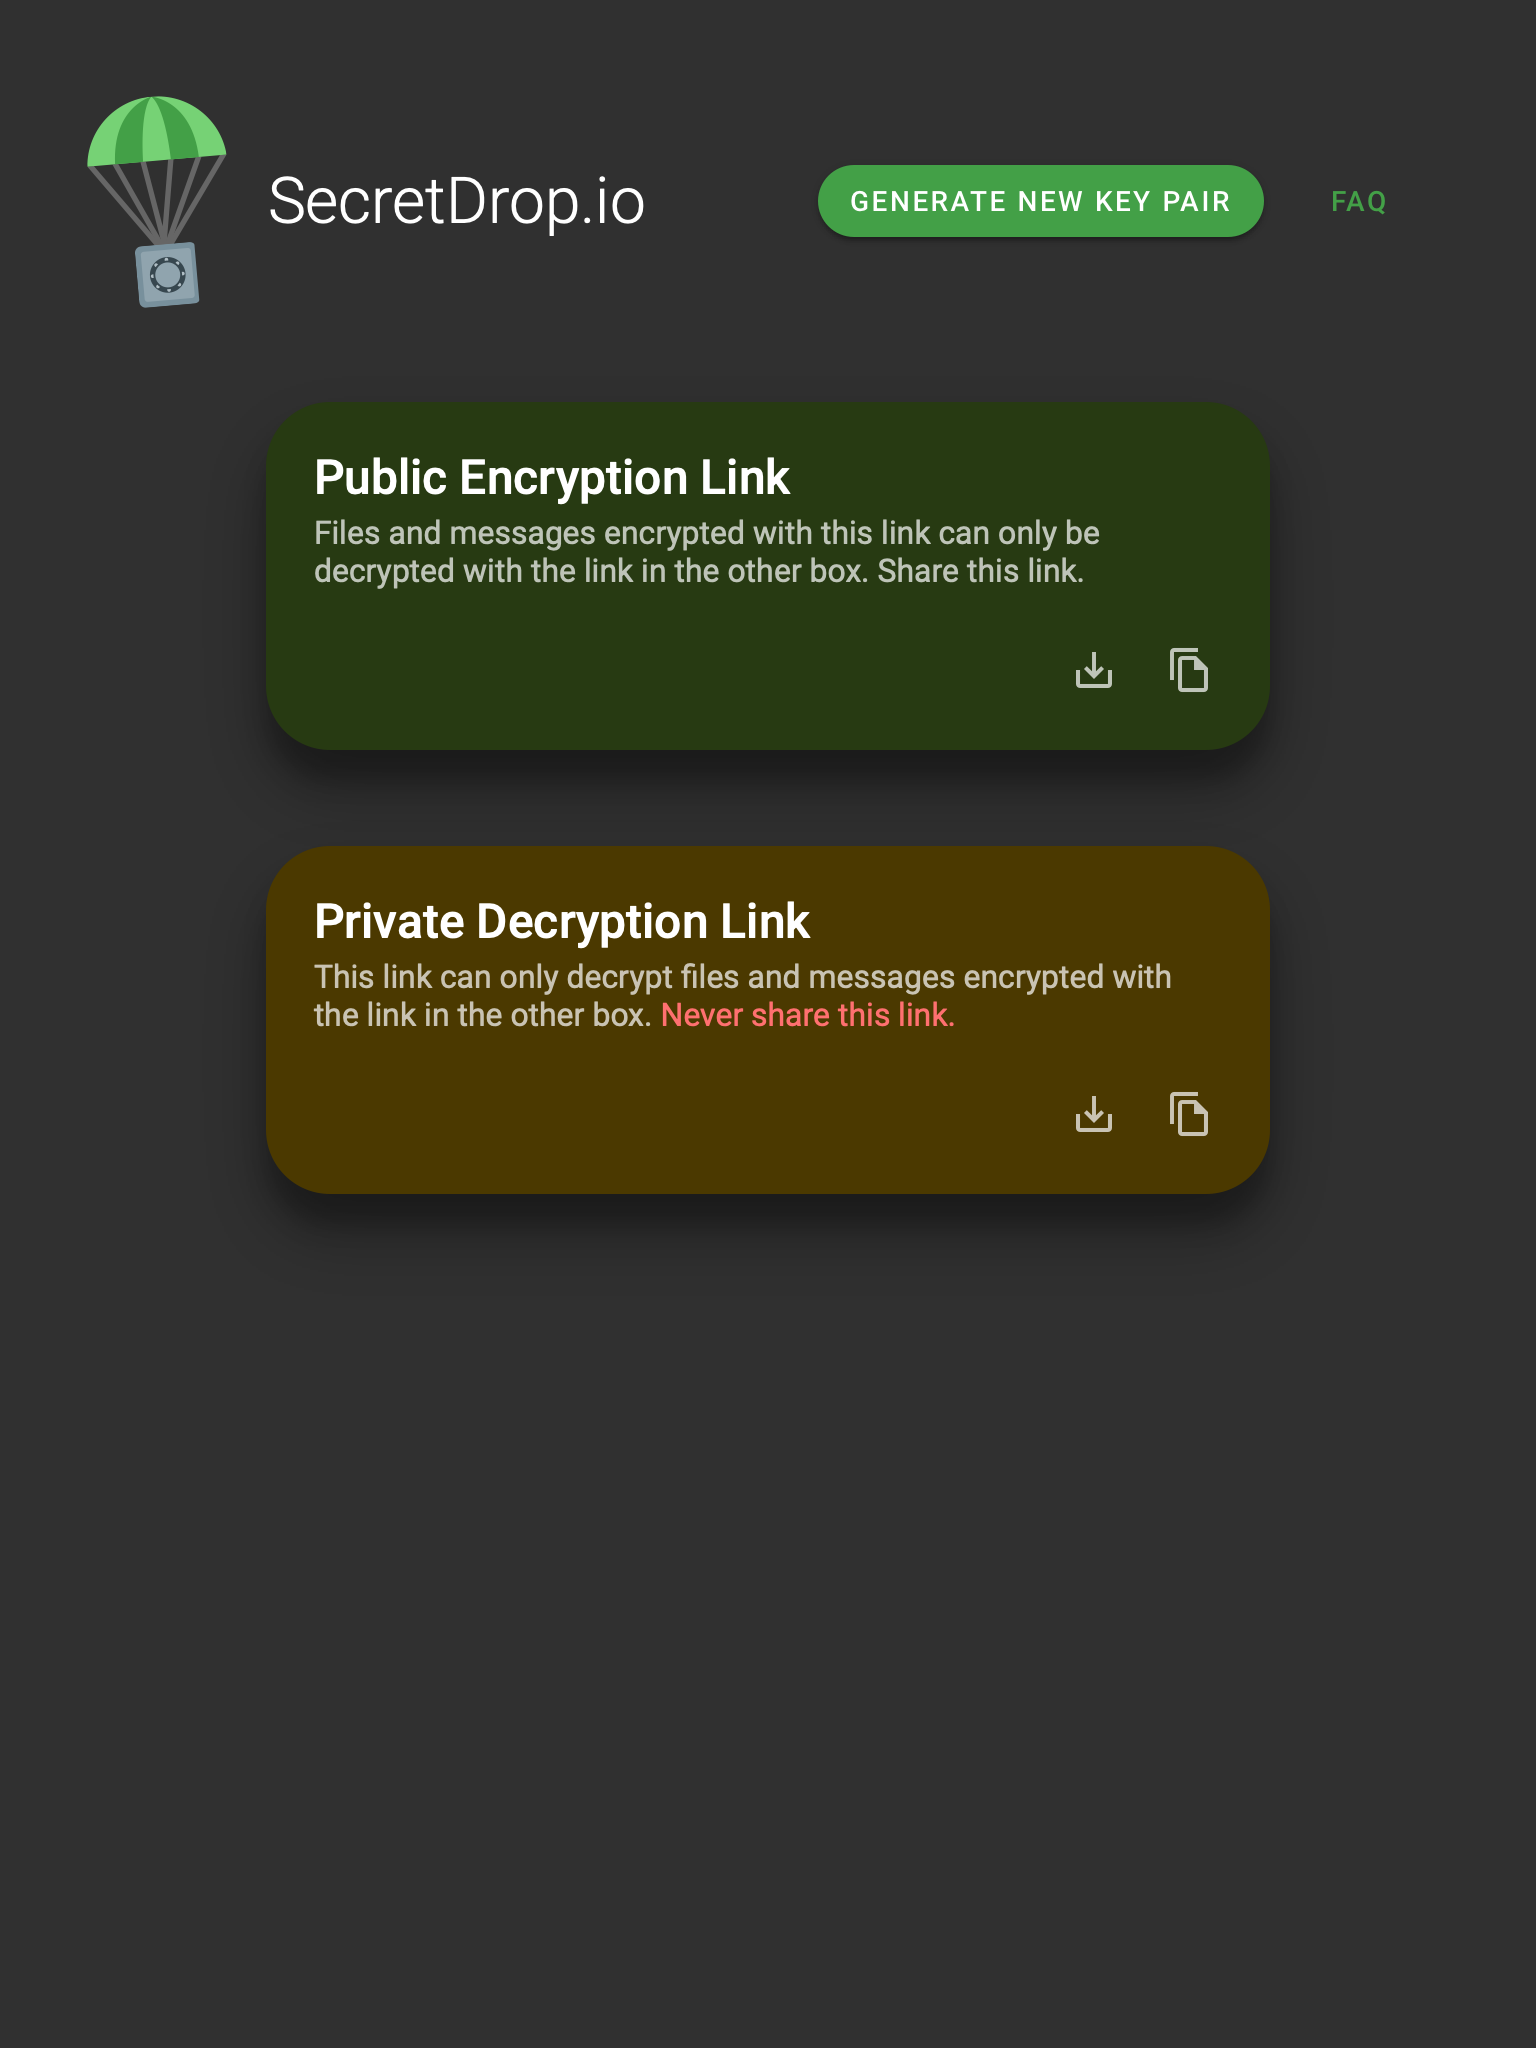 SecretDrop.io
GENERATE NEW KEY PAIR
FAQ
Public Encryption Link
Files and messages encrypted with this link can only be
decrypted with the link in the other box. Share this link.
Private Decryption Link
This link can only decrypt files and messages encrypted with
the link in the other box. Never share this link.